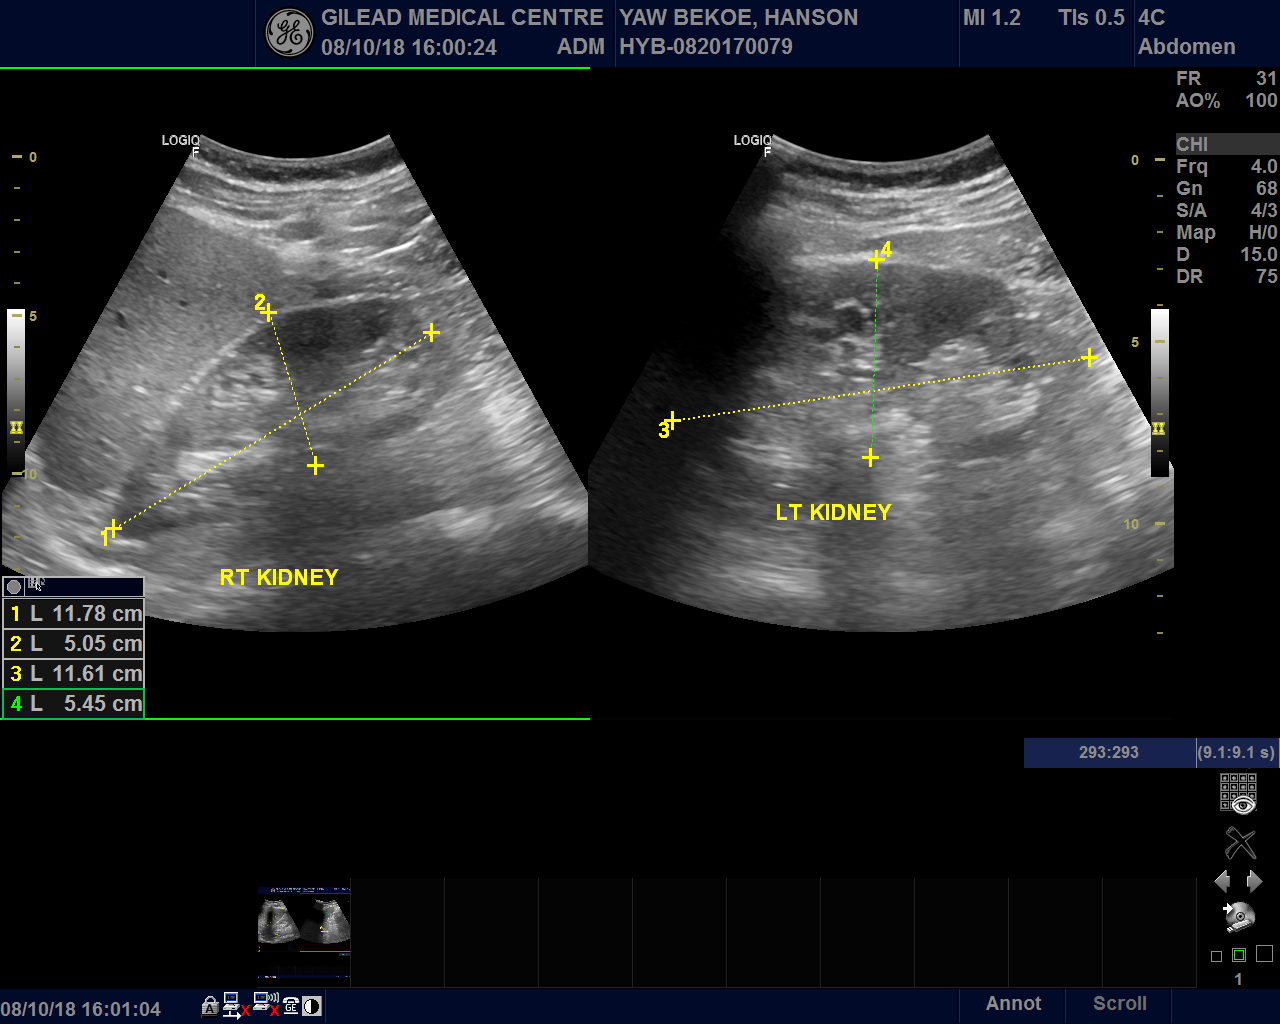 GILEAD MEDICAL CENTRE
08/10/18 16:00:24 ADM
YAW BEKOE, HANSON
HYB-0820170079
MI 1.2 TIs 0.5
4C
Abdomen
FR 31
AO% 100
CHI
Frq 4.0
Gn 68
S/A 4/3
Map H/0
D 15.0
DR 75
LOGIQ
F
0
5
10
2
1
RT KIDNEY
LOGIQ
F
0
5
10
4
3
LT KIDNEY
1 L 11.78 cm
2 L 5.05 cm
3 L 11.61 cm
4 L 5.45 cm
293:293 (9.1:9.1 s)
1
08/10/18 16:01:04
A
GE
Annot
Scroll